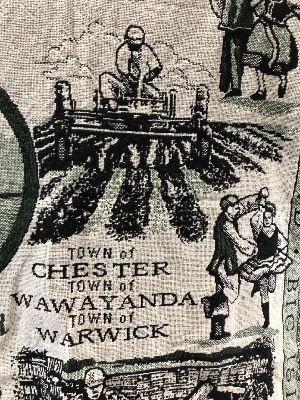 TOWN of
CHESTER
TOWN of
WAWAYANDA
TOWN of
WARWICK